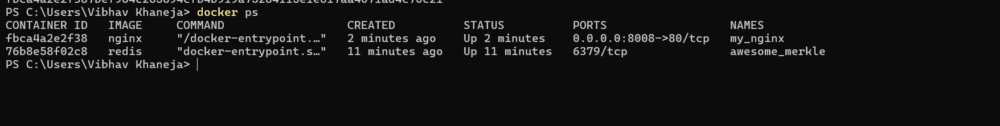 PS C:\Users\Vibhav Khaneja> docker ps
CONTAINER ID   IMAGE     COMMAND                  CREATED          STATUS          PORTS                  NAMES
fbca4a2e2f38   nginx     "/docker-entrypoint.…"   2 minutes ago    Up 2 minutes    0.0.0.0:8008->80/tcp   my_nginx
76b8e58f02c8   redis     "docker-entrypoint.s…"   11 minutes ago   Up 11 minutes   6379/tcp               awesome_merkle
PS C:\Users\Vibhav Khaneja>